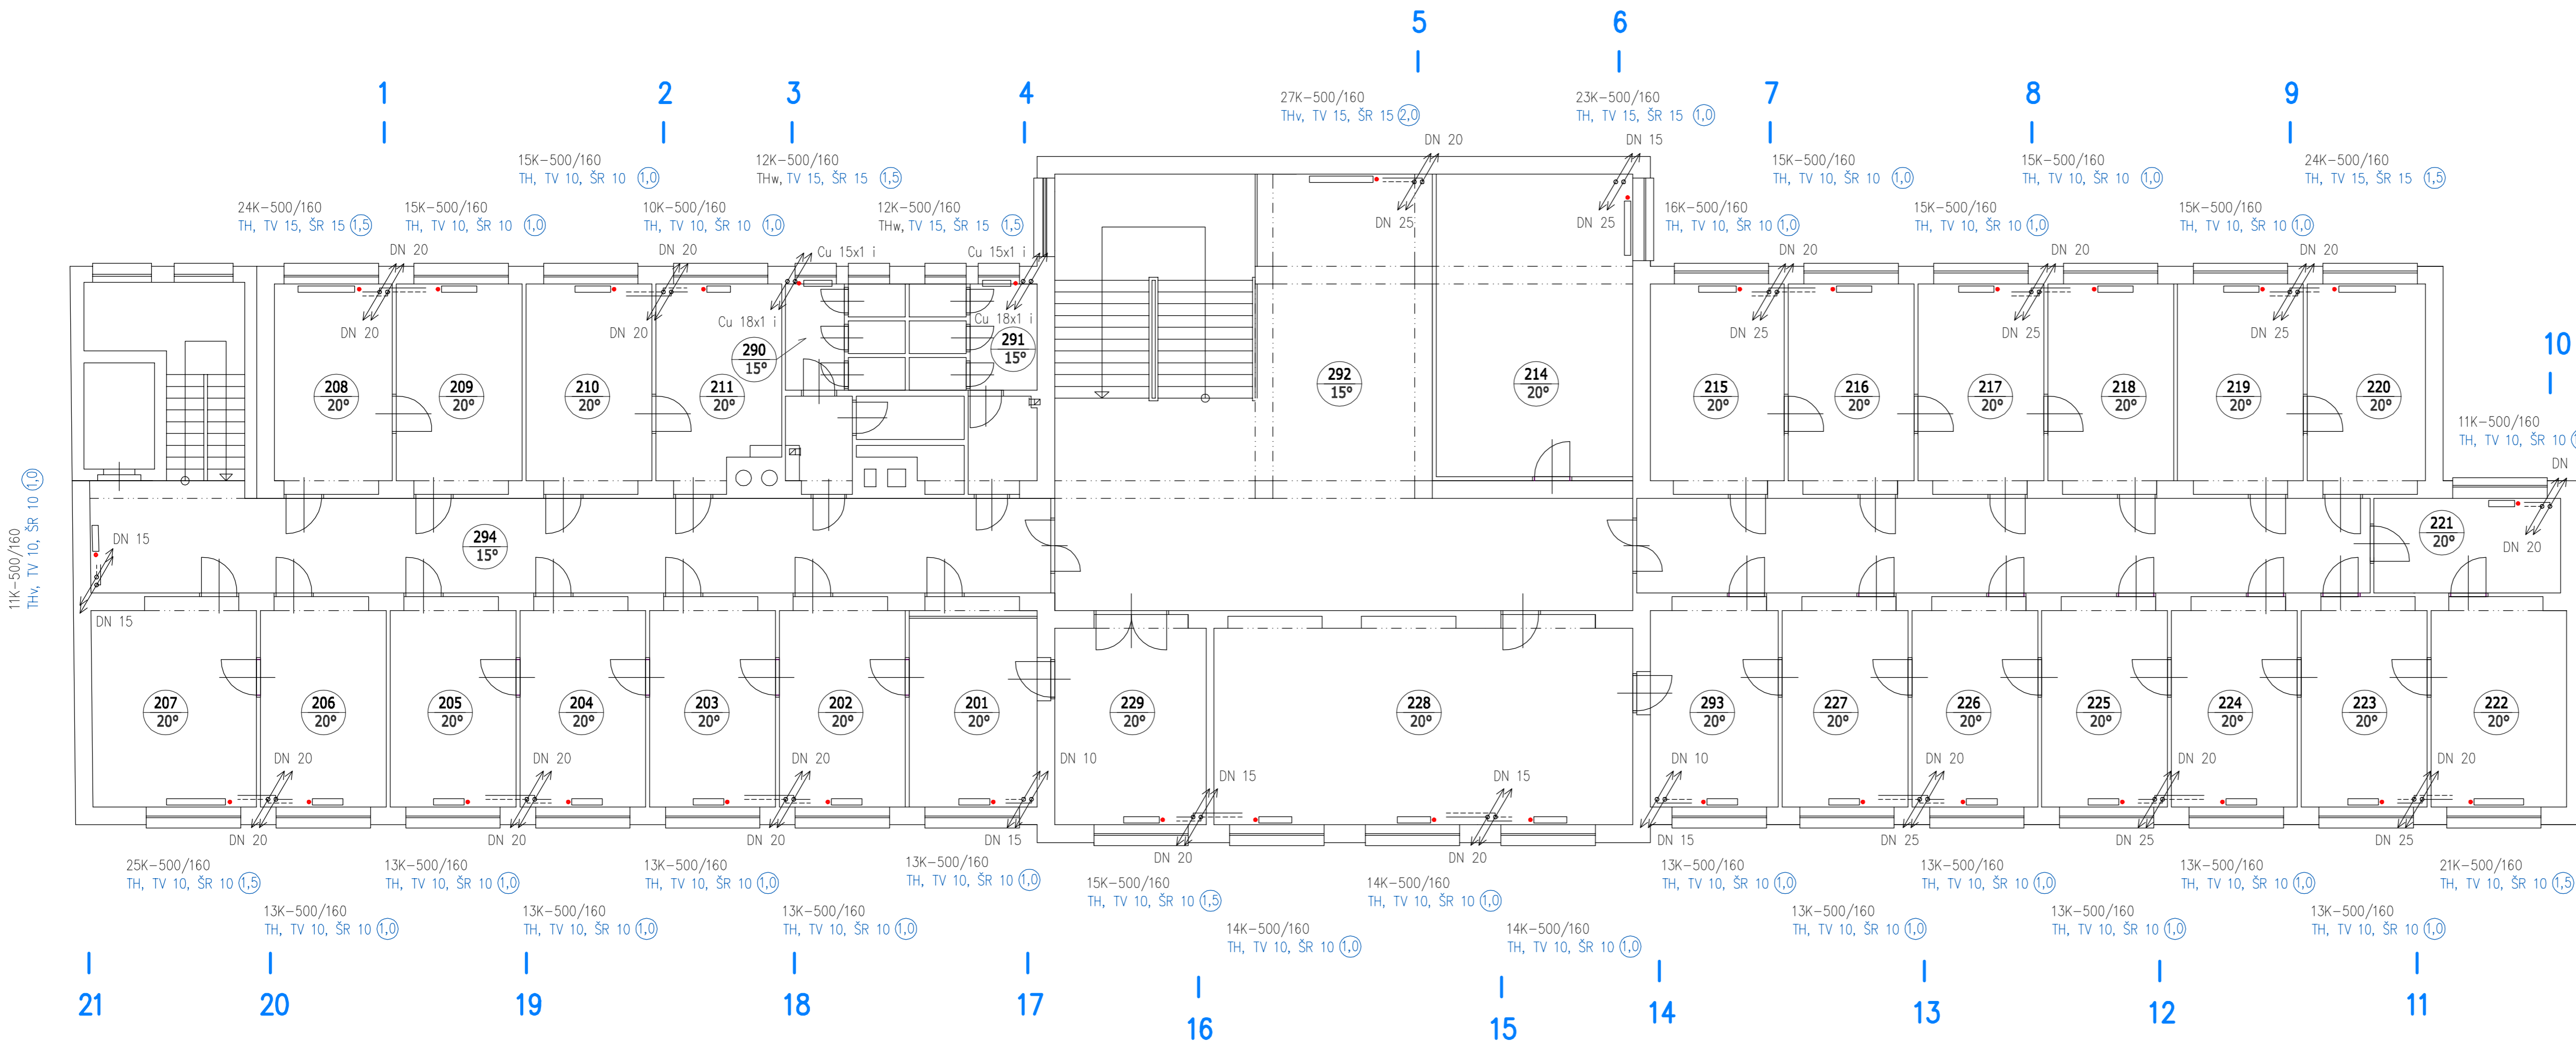 5
6
1
2
3
4
7
8
9
27K-500/160
THv, TV 15, ŠR 15 2,0
23K-500/160
TH, TV 15, ŠR 15 1,0
DN 20
DN 15
15K-500/160
TH, TV 10, ŠR 10 1,0
12K-500/160
THw, TV 15, ŠR 15 1,5
15K-500/160
TH, TV 10, ŠR 10 1,0
15K-500/160
TH, TV 10, ŠR 10 1,0
24K-500/160
TH, TV 15, ŠR 15 1,5
24K-500/160
TH, TV 15, ŠR 15 1,5
15K-500/160
TH, TV 10, ŠR 10 1,0
10K-500/160
TH, TV 10, ŠR 10 1,0
12K-500/160
THw, TV 15, ŠR 15 1,5
DN 25
DN 25
16K-500/160
TH, TV 10, ŠR 10 1,0
15K-500/160
TH, TV 10, ŠR 10 1,0
15K-500/160
TH, TV 10, ŠR 10 1,0
DN 20
DN 20
Cu 15x1 i
Cu 15x1 i
DN 20
DN 20
DN 20
DN 20
DN 20
Cu 18x1 i
Cu 18x1 i
DN 25
DN 25
DN 25
10
290
15°
291
15°
208
20°
209
20°
210
20°
211
20°
292
15°
214
20°
215
20°
216
20°
217
20°
218
20°
219
20°
220
20°
11K-500/160
TH, TV 10, ŠR 10
DN
11K-500/160
THv, TV 10, ŠR 10 1,0
DN 15
294
15°
221
20°
DN 20
DN 15
207
20°
206
20°
205
20°
204
20°
203
20°
202
20°
201
20°
229
20°
228
20°
293
20°
227
20°
226
20°
225
20°
224
20°
223
20°
222
20°
DN 20
DN 20
DN 20
DN 10
DN 15
DN 15
DN 10
DN 20
DN 20
DN 20
DN 20
DN 20
DN 20
DN 15
DN 20
DN 20
DN 15
DN 25
DN 25
DN 25
25K-500/160
TH, TV 10, ŠR 10 1,5
13K-500/160
TH, TV 10, ŠR 10 1,0
13K-500/160
TH, TV 10, ŠR 10 1,0
13K-500/160
TH, TV 10, ŠR 10 1,0
15K-500/160
TH, TV 10, ŠR 10 1,5
14K-500/160
TH, TV 10, ŠR 10 1,0
13K-500/160
TH, TV 10, ŠR 10 1,0
13K-500/160
TH, TV 10, ŠR 10 1,0
13K-500/160
TH, TV 10, ŠR 10 1,0
21K-500/160
TH, TV 10, ŠR 10 1,5
13K-500/160
TH, TV 10, ŠR 10 1,0
13K-500/160
TH, TV 10, ŠR 10 1,0
13K-500/160
TH, TV 10, ŠR 10 1,0
14K-500/160
TH, TV 10, ŠR 10 1,0
14K-500/160
TH, TV 10, ŠR 10 1,0
13K-500/160
TH, TV 10, ŠR 10 1,0
13K-500/160
TH, TV 10, ŠR 10 1,0
13K-500/160
TH, TV 10, ŠR 10 1,0
21
20
19
18
17
16
15
14
13
12
11